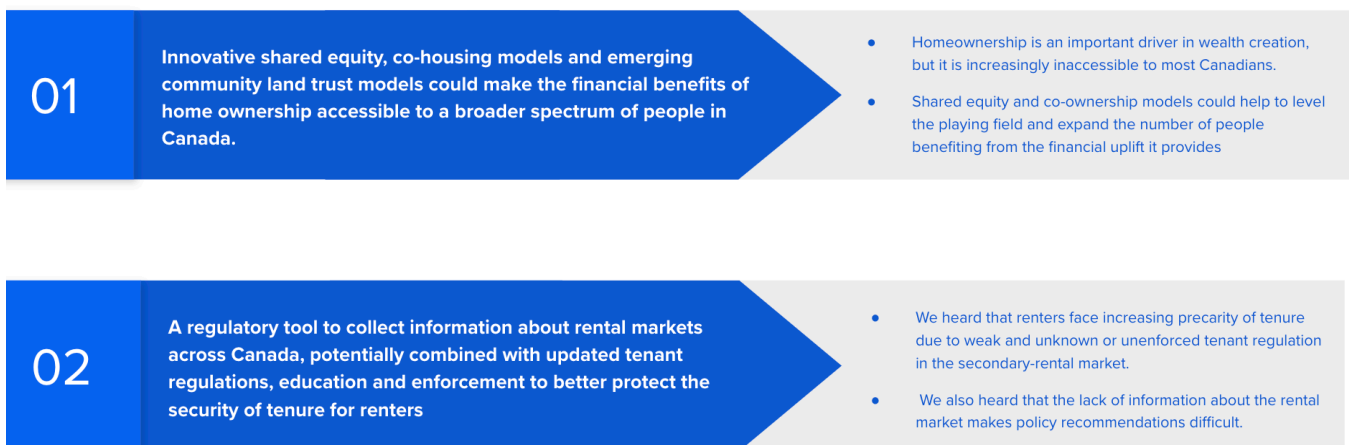 01
Innovative shared equity, co-housing models and emerging
community land trust models could make the financial benefits of
home ownership accessible to a broader spectrum of people in
Canada.
● Homeownership is an important driver in wealth creation,
but it is increasingly inaccessible to most Canadians.
● Shared equity and co-ownership models could help to level
the playing field and expand the number of people
benefiting from the financial uplift it provides
02
A regulatory tool to collect information about rental markets
across Canada, potentially combined with updated tenant
regulations, education and enforcement to better protect the
security of tenure for renters
● We heard that renters face increasing precarity of tenure
due to weak and unknown or unenforced tenant regulation
in the secondary-rental market.
● We also heard that the lack of information about the rental
market makes policy recommendations difficult.